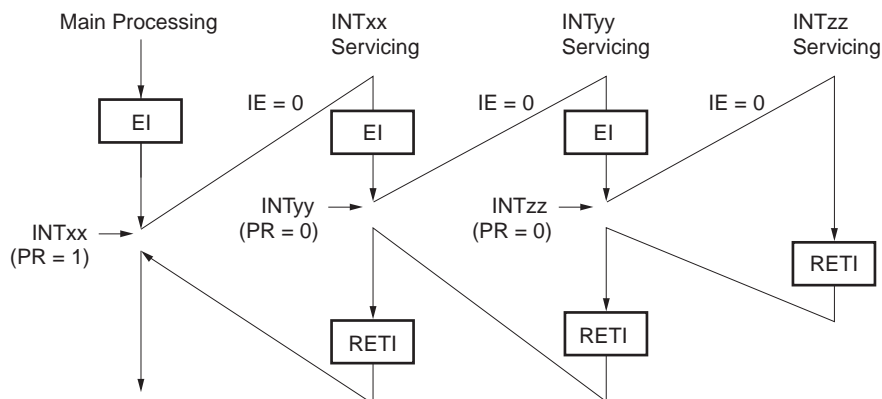 Main Processing
INTxx
Servicing
INTyy
Servicing
INTzz
Servicing
IE = 0
IE = 0
IE = 0
EI
EI
EI
INTxx
(PR = 1)
INTyy
(PR = 0)
INTzz
(PR = 0)
RETI
RETI
RETI